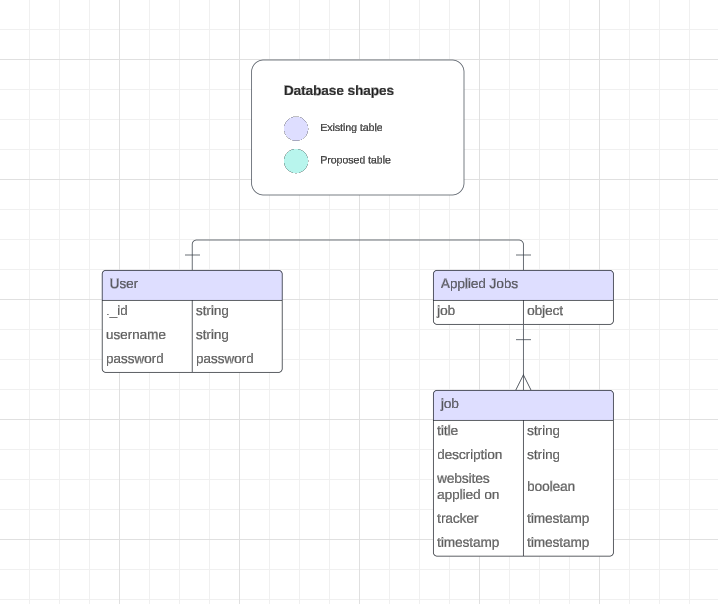 Database shapes
Existing table
Proposed table
User
._id string
username string
password password
Applied Jobs
job object
job
title string
description string
websites
applied on boolean
tracker timestamp
timestamp timestamp